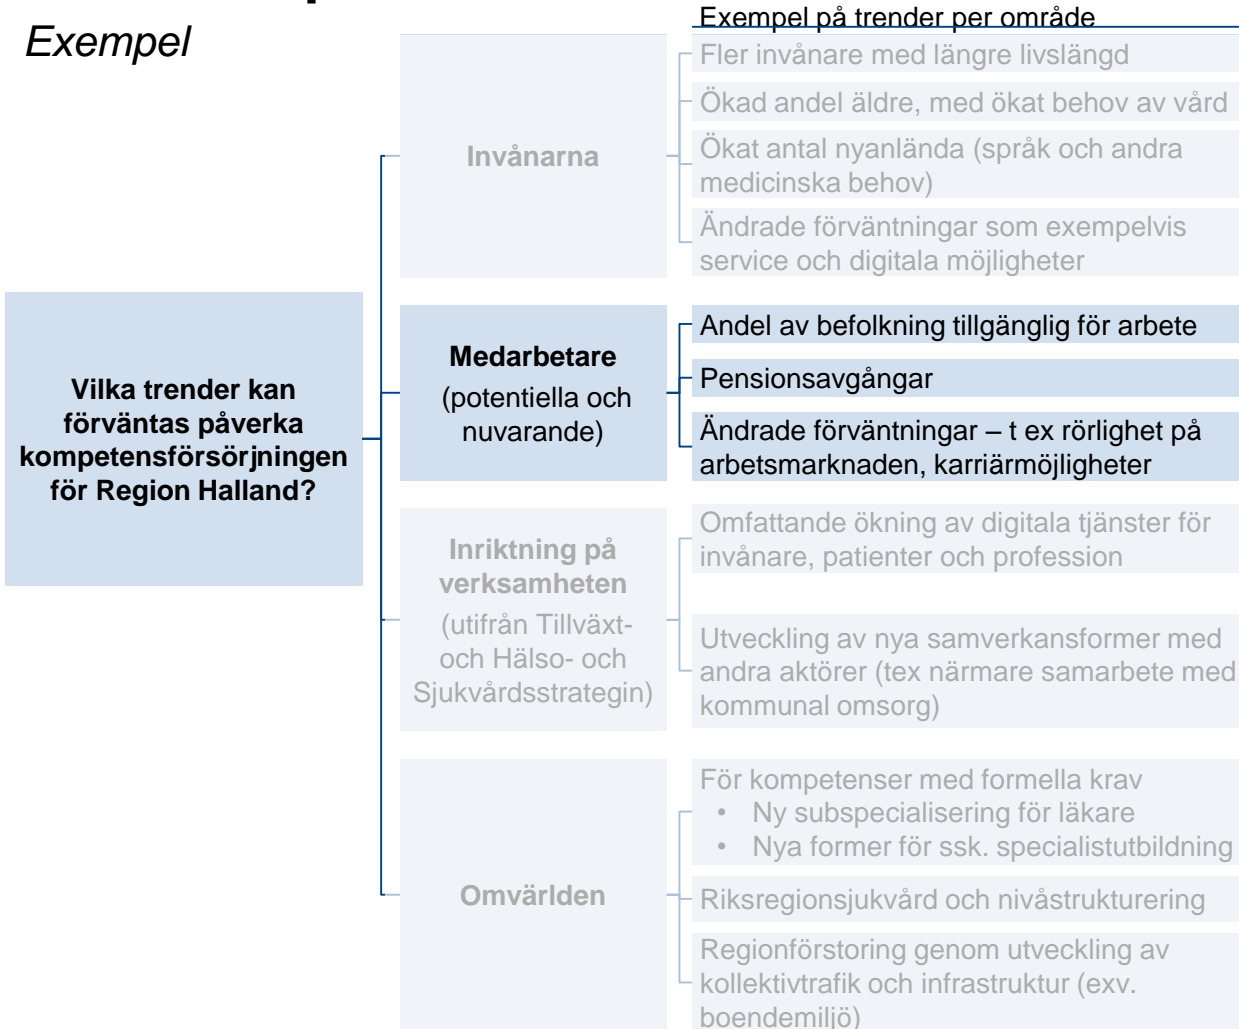 Exempel
Exempel på trender per område
Vilka trender kan
förväntas påverka
kompetensförsörjningen
för Region Halland?
Invånarna
Fler invånare med längre livslängd
Ökad andel äldre, med ökat behov av vård
Ökat antal nyanlända (språk och andra
medicinska behov)
Ändrade förväntningar som exempelvis
service och digitala möjligheter
Medarbetare
(potentiella och
nuvarande)
Andel av befolkning tillgänglig för arbete
Pensionsavgångar
Ändrade förväntningar – t ex rörlighet på
arbetsmarknaden, karriärmöjligheter
Inriktning på
verksamheten
(utifrån Tillväxt-
och Hälso- och
Sjukvårdsstrategin)
Omfattande ökning av digitala tjänster för
invånare, patienter och profession
Utveckling av nya samverkansformer med
andra aktörer (tex närmare samarbete med
kommunal omsorg)
Omvärlden
För kompetenser med formella krav
• Ny subspecialisering för läkare
• Nya former för ssk. specialistutbildning
Riksregionsjukvård och nivåstrukturering
Regionförstoring genom utveckling av
kollektivtrafik och infrastruktur (exv.
boendemiljö)